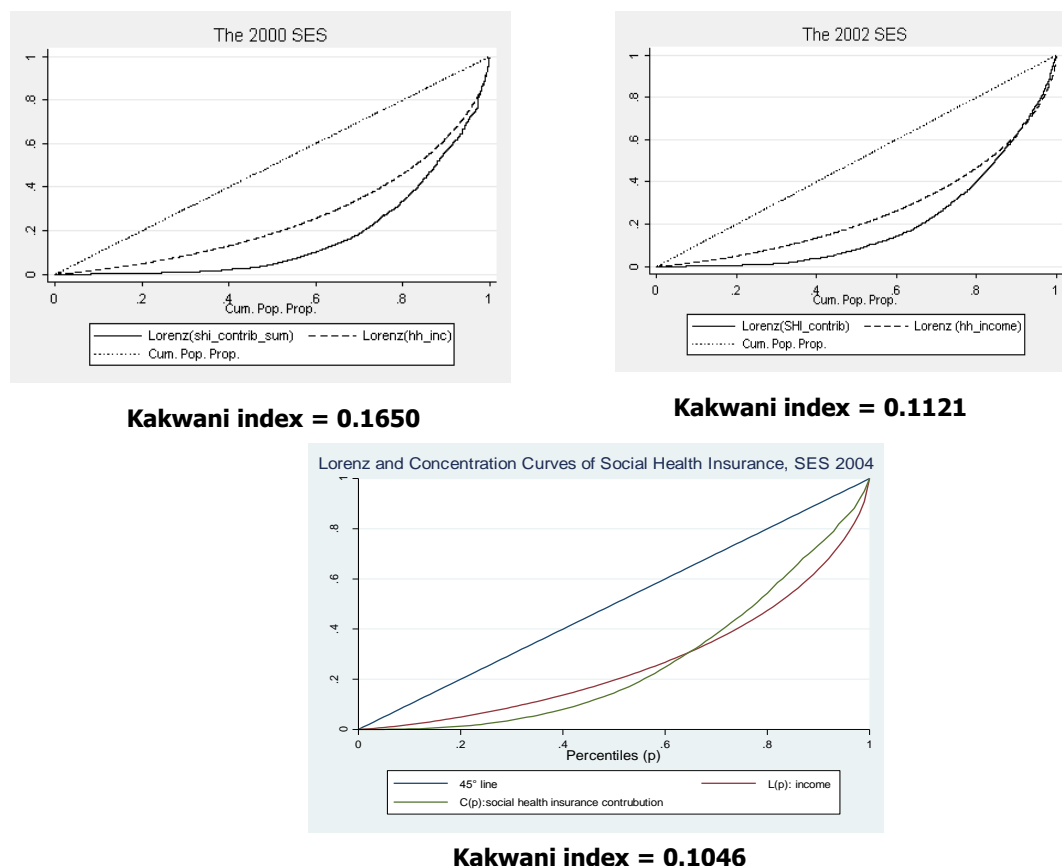 The 2000 SES
1
.8
.6
.4
.2
0
0 .2 .4 .6 .8 1
Cum. Pop. Prop.
Lorenz(shi_contrib_sum) Lorenz(hh_inc)
Cum. Pop. Prop.
Kakwani index = 0.1650
The 2002 SES
1
.8
.6
.4
.2
0
0 .2 .4 .6 .8 1
Cum. Pop. Prop.
Lorenz(SHI_contrib) Lorenz (hh_income)
Cum. Pop. Prop.
Kakwani index = 0.1121
Lorenz and Concentration Curves of Social Health Insurance, SES 2004
1
.8
.6
.4
.2
0
0 .2 .4 .6 .8 1
Percentiles (p)
45° line L(p): income
C(p):social health insurance contrubution
Kakwani index = 0.1046